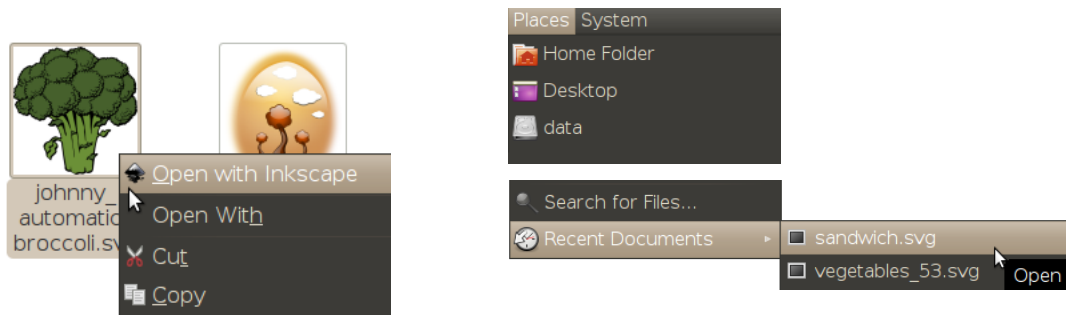 johnny_
automatic
broccoli.sv
Open with Inkscape
Open With
Cut
Copy
Places System
Home Folder
Desktop
data
Search for Files...
Recent Documents
sandwich.svg
vegetables_53.svg
Open